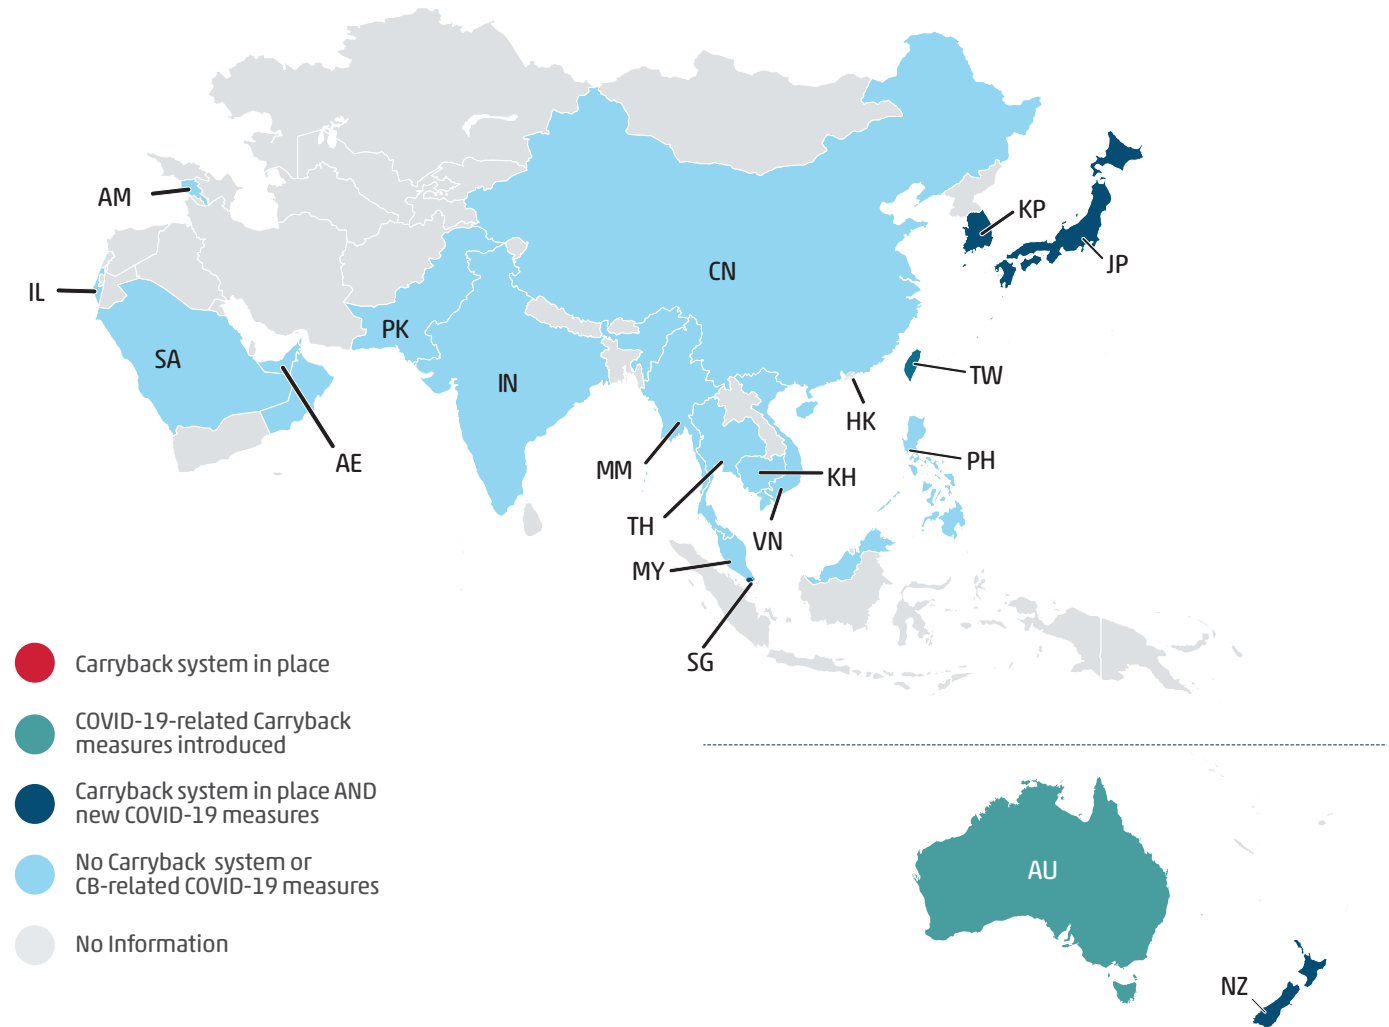 AM
KP
JP
CN
IL
PK
SA
IN
TW
HK
AE
PH
MM
KH
TH
VN
MY
SG
Carryback system in place
COVID-19-related Carryback
measures introduced
Carryback system in place AND
new COVID-19 measures
No Carryback system or
CB-related COVID-19 measures
No Information
AU
NZ